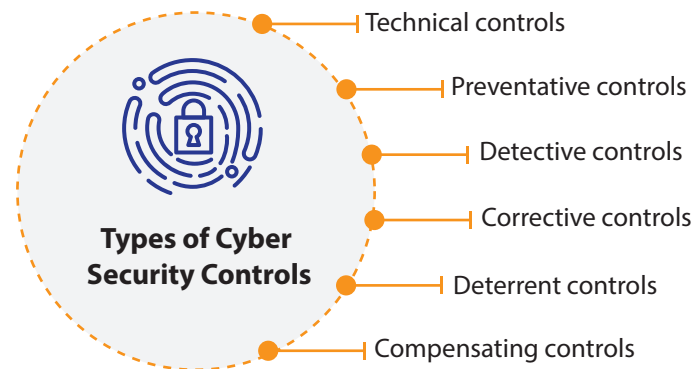 Technical controls
Preventative controls
Detective controls
Corrective controls
Types of Cyber
Security Controls
Deterrent controls
Compensating controls